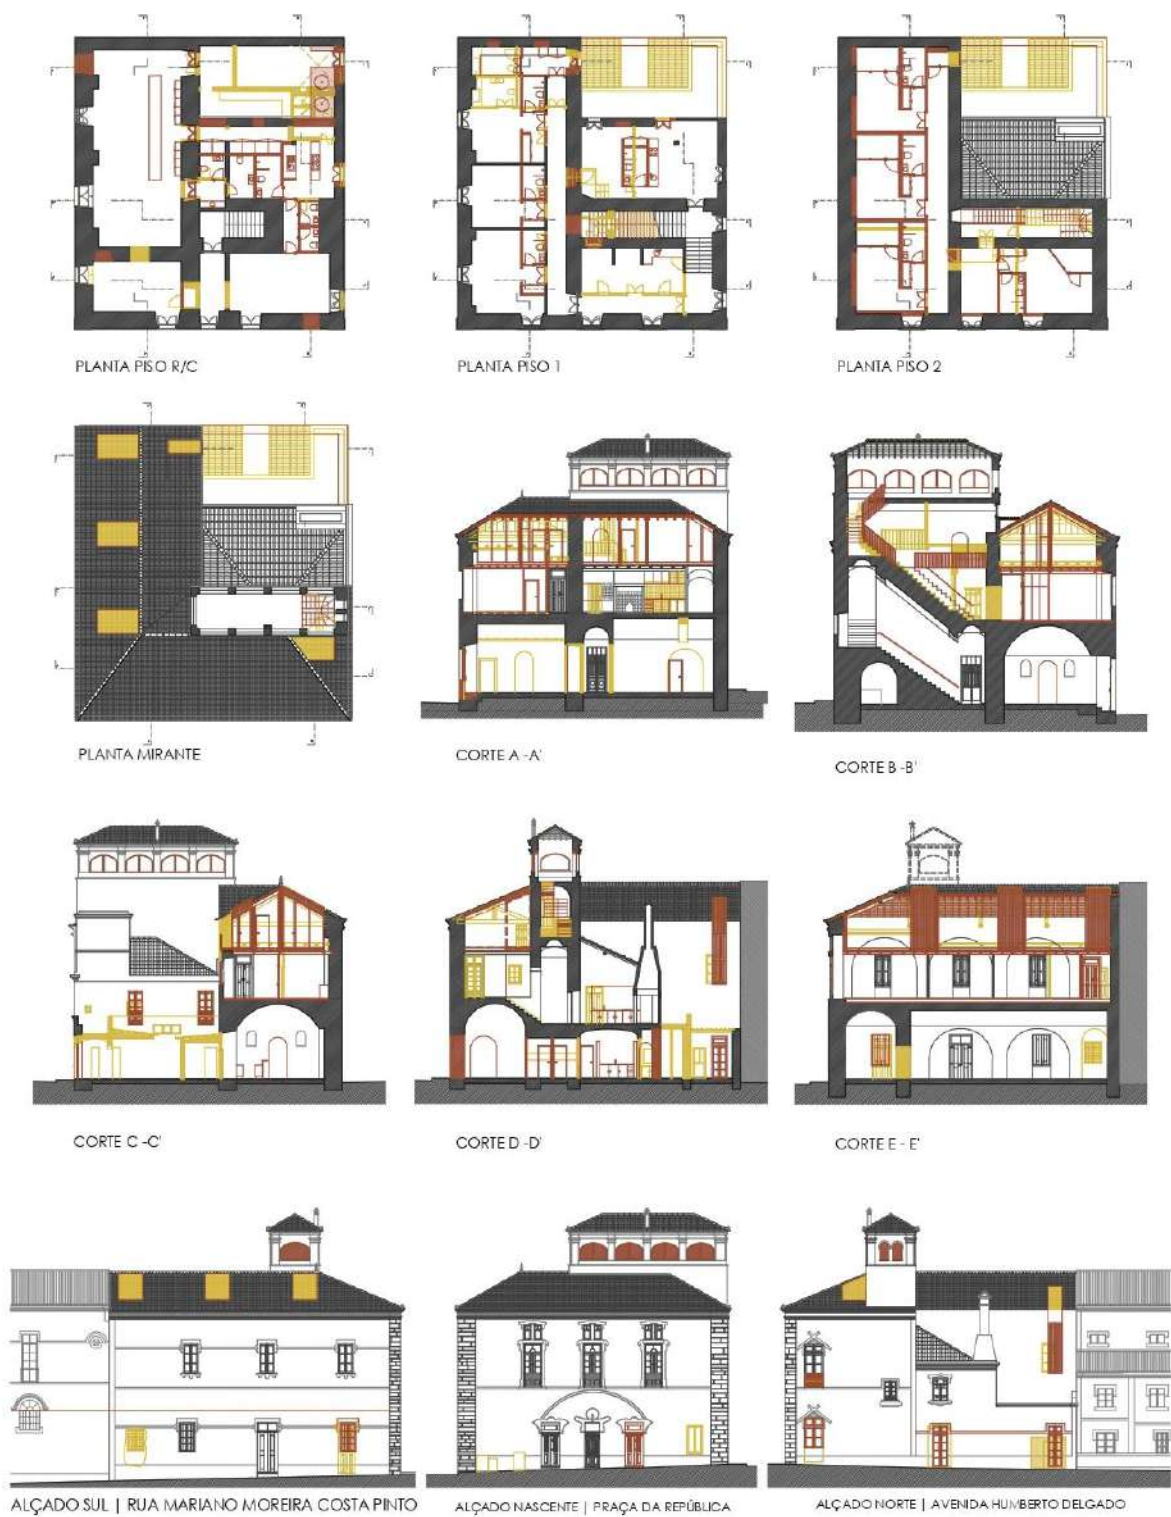 PLANTA PISO R/C
PLANTA PISO 1
PLANTA PISO 2
PLANTA MIRANTE
CORTE A -A'
CORTE B -B'
CORTE C -C'
CORTE D -D'
CORTE E - E'
ALÇADO SUL | RUA MARIANO MOREIRA COSTA PINTO
ALÇADO NASCENTE | PRAÇA DA REPÚBLICA
ALÇADO NORTE | AVENIDA HUMBERTO DELGADO